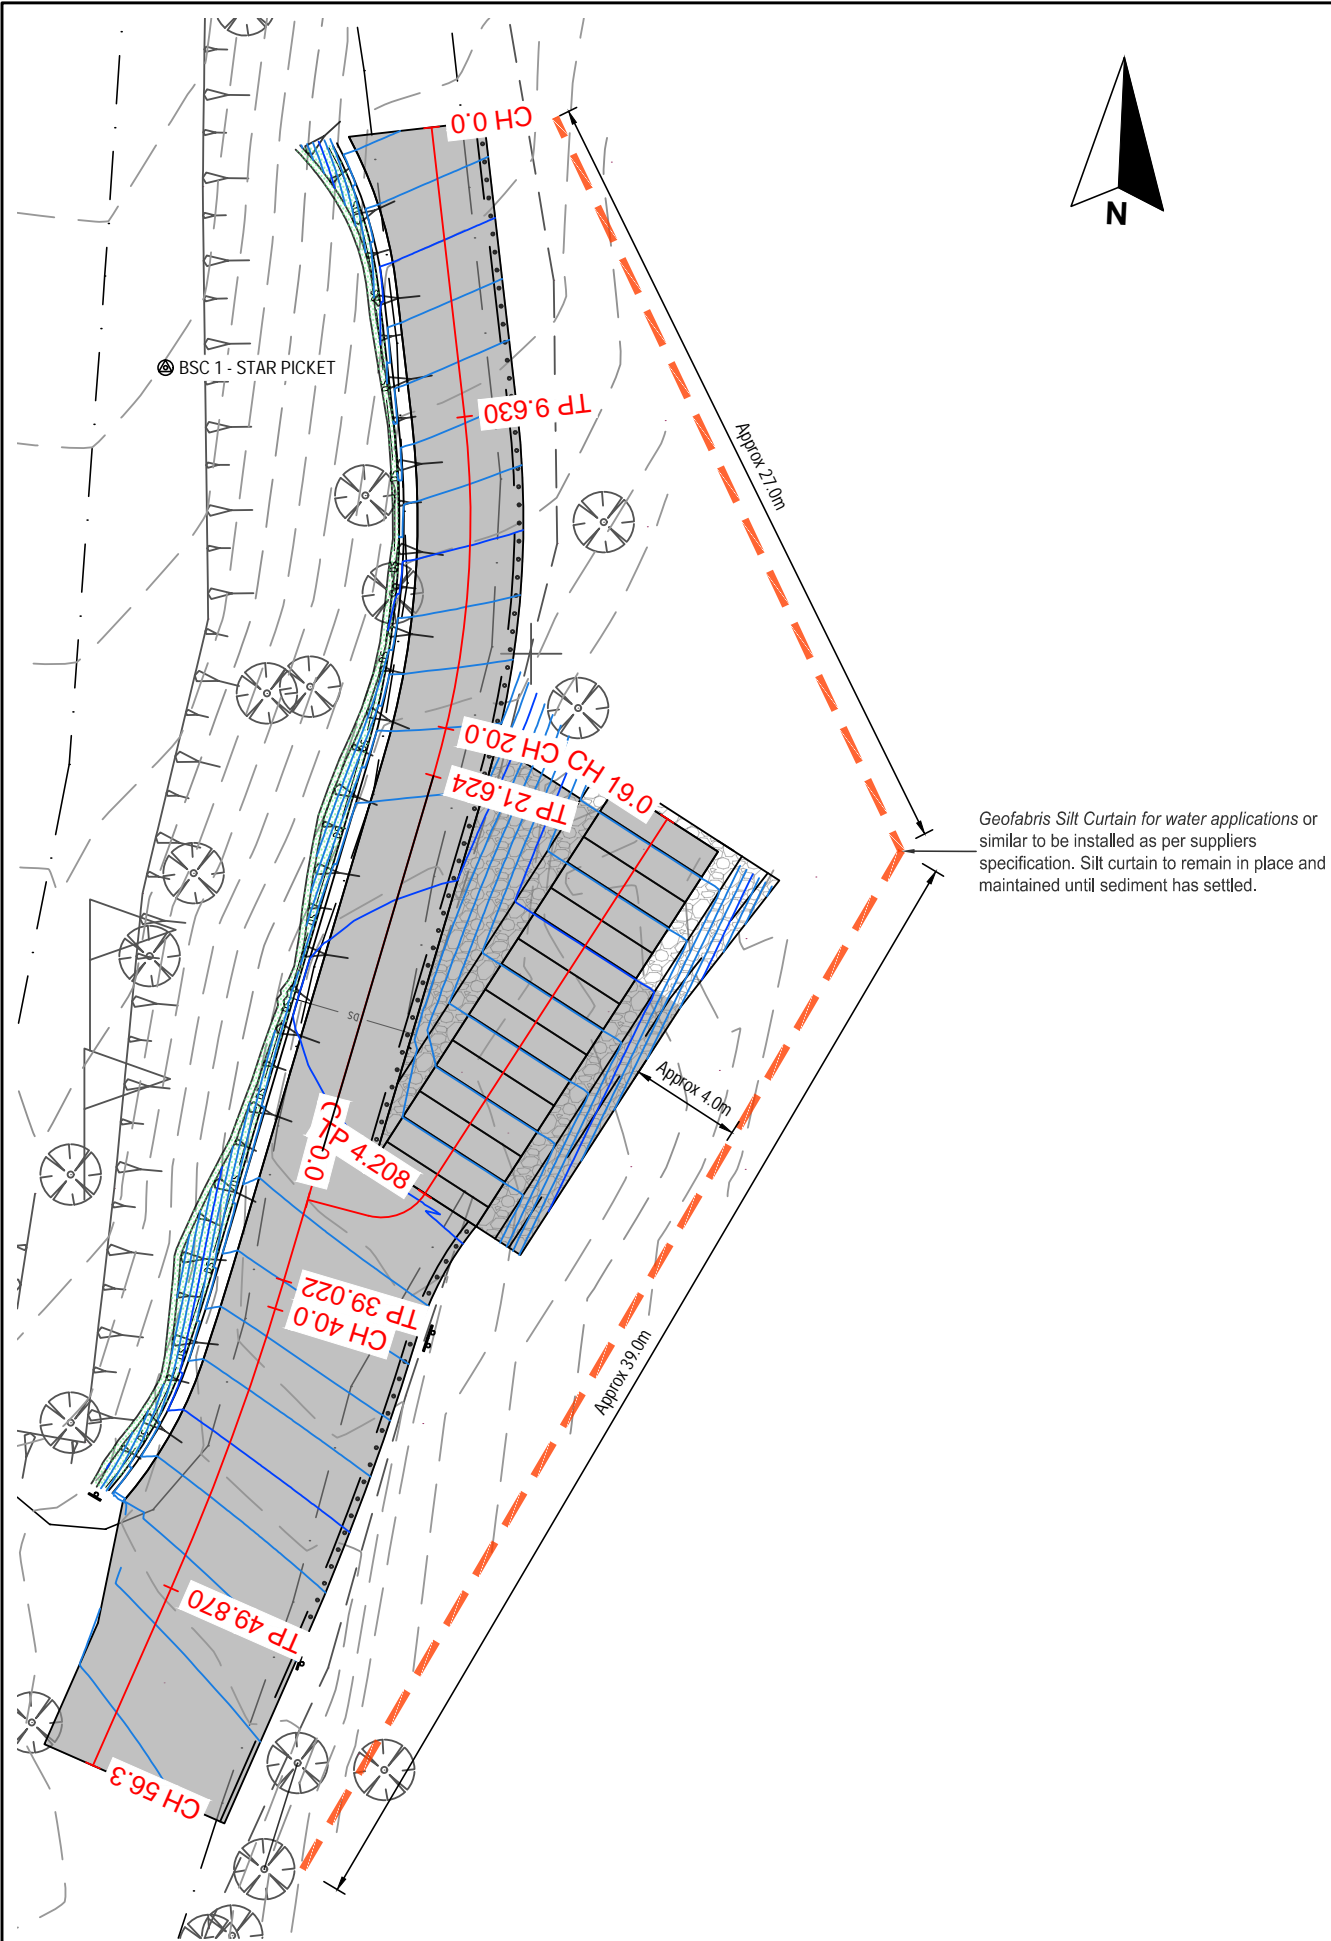 CH 0.0
N
BSC 1 - STAR PICKET
TP 9.630
Approx 27.0m
CH 20.0
CH 19.0
TP 21.624
Geofabris Silt Curtain for water applications or
similar to be installed as per suppliers
specification. Silt curtain to remain in place and
maintained until sediment has settled.
SD
Approx 4.0m
TP 4.208
0.0
TP 39.022
CH 40.0
Approx 39.0m
TP 49.870
CH 56.3